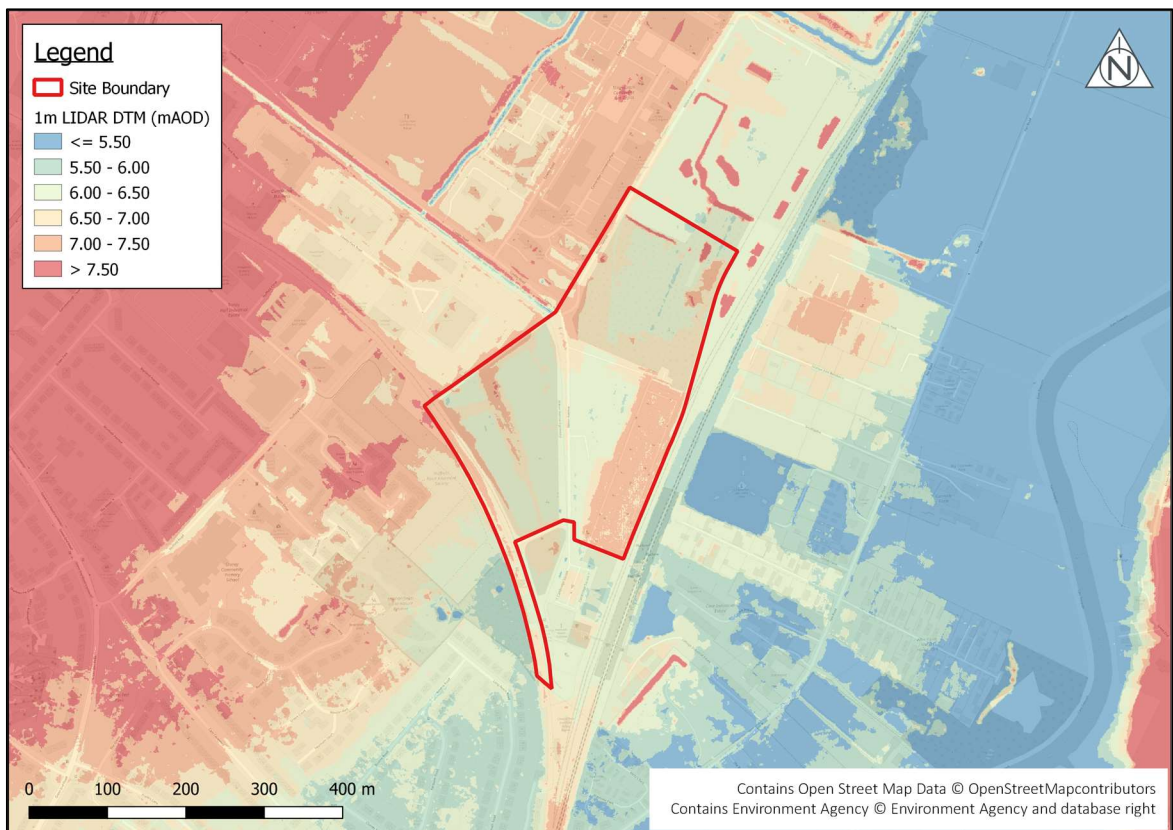 Legend
Site Boundary
1m LIDAR DTM (mAOD)
<= 5.50
5.50 - 6.00
6.00 - 6.50
6.50 - 7.00
7.00 - 7.50
> 7.50
N
0 100 200 300 400 m
Contains Open Street Map Data © OpenStreetMapcontributors
Contains Environment Agency © Environment Agency and database right